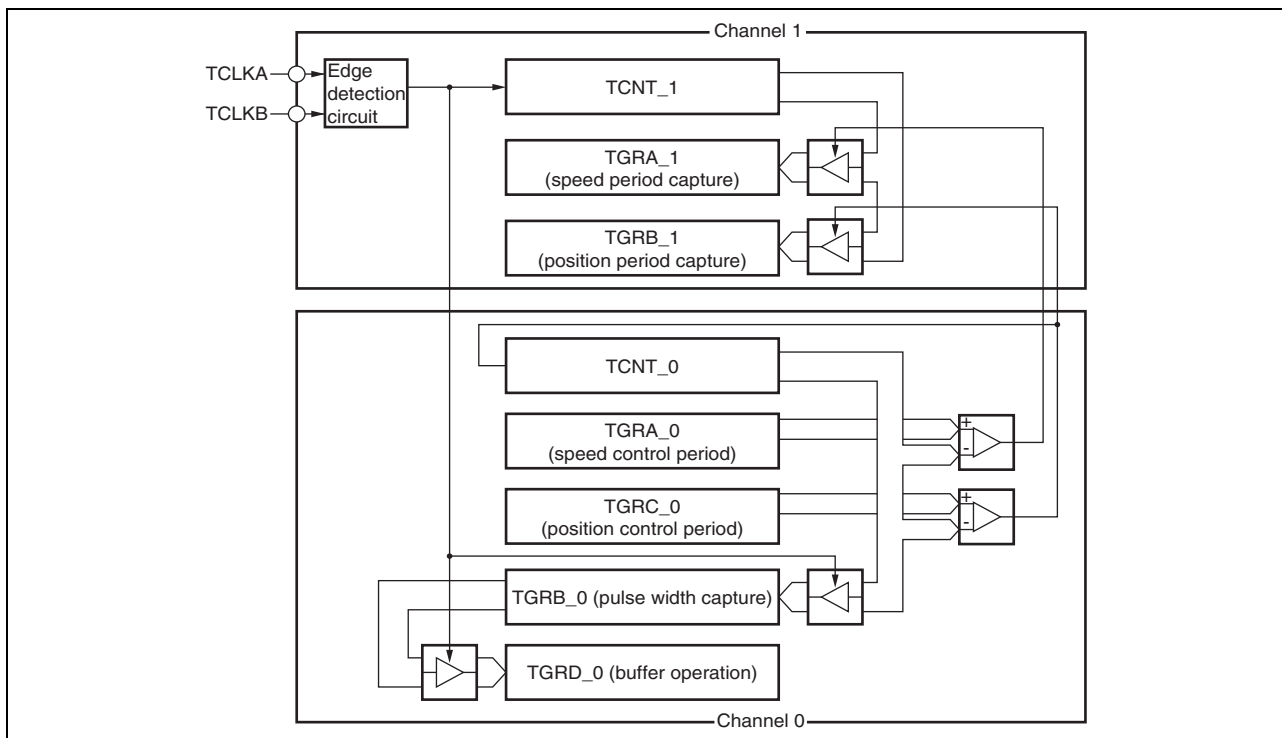 Channel 1
TCLKA
TCLKB
Edge
detection
circuit
TCNT_1
TGRA_1
(speed period capture)
TGRB_1
(position period capture)
TCNT_0
TGRA_0
(speed control period)
+
-
TGRC_0
(position control period)
+
-
TGRB_0 (pulse width capture)
TGRD_0 (buffer operation)
Channel 0